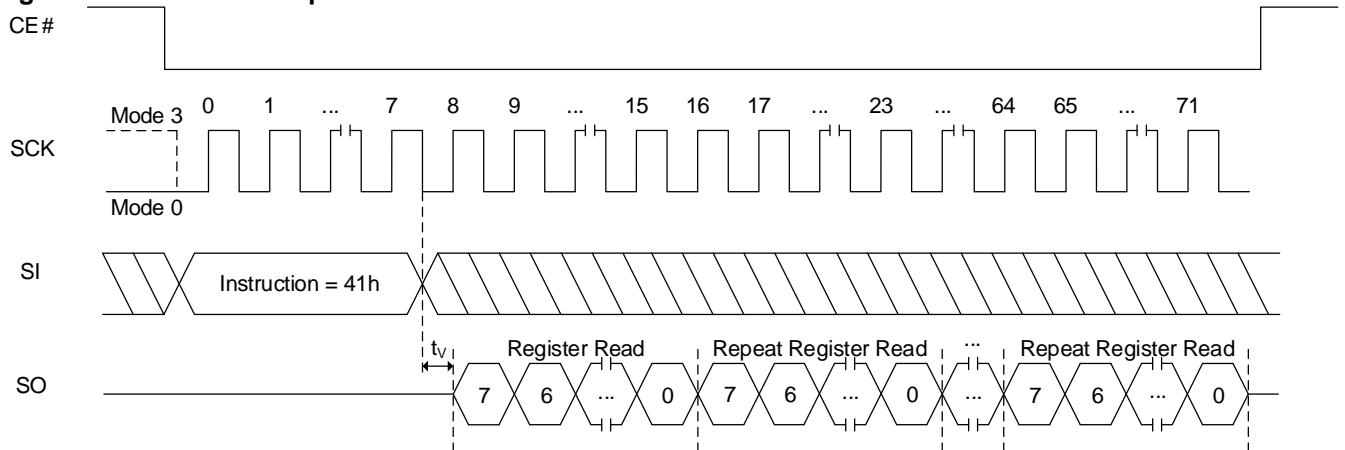 CE#
Mode 3 0 1 ... 7 8 9 ... 15 16 17 ... 23 ... 64 65 ... 71
SCK
Mode 0
SI
Instruction = 41h
tV Register Read Repeat Register Read ... Repeat Register Read
SO
7 6 ... 0 7 6 ... 0 ... 7 6 ... 0